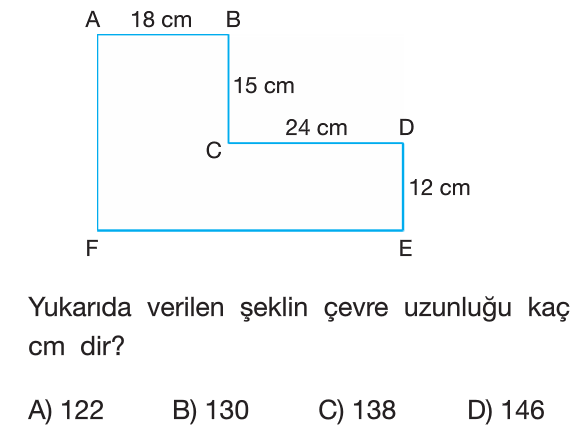 A 18 cm B
15 cm
24 cm D
C
12 cm
F E
Yukarıda verilen şeklin çevre uzunluğu kaç
cm dir?
A) 122 B) 130 C) 138 D) 146